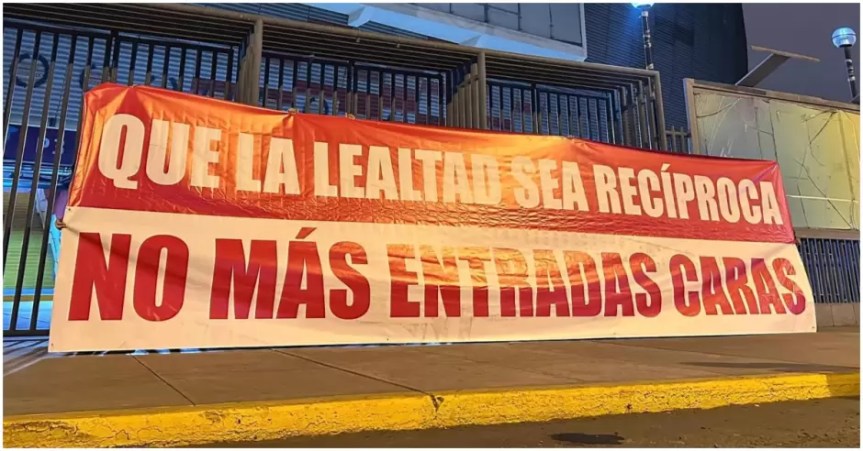 QUE LA LEALTAD SEA RECÍPROCA
NO MÁS ENTRADAS CARAS